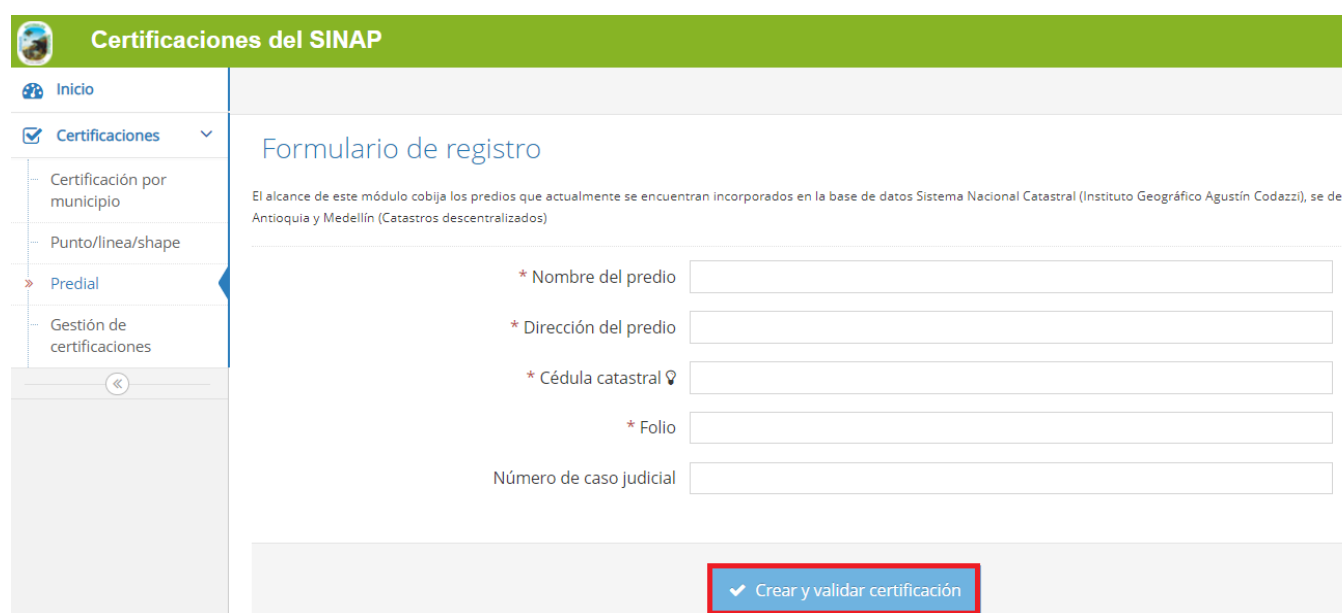 Certificaciones del SINAP
Inicio
Certificaciones
Certificación por
municipio
Punto/linea/shape
Predial
Gestión de
certificaciones
Formulario de registro
El alcance de este módulo cobija los predios que actualmente se encuentran incorporados en la base de datos Sistema Nacional Catastral (Instituto Geográfico Agustín Codazzi), se de
Antioquia y Medellín (Catastros descentralizados)
* Nombre del predio
* Dirección del predio
* Cédula catastral
* Folio
Número de caso judicial
Crear y validar certificación